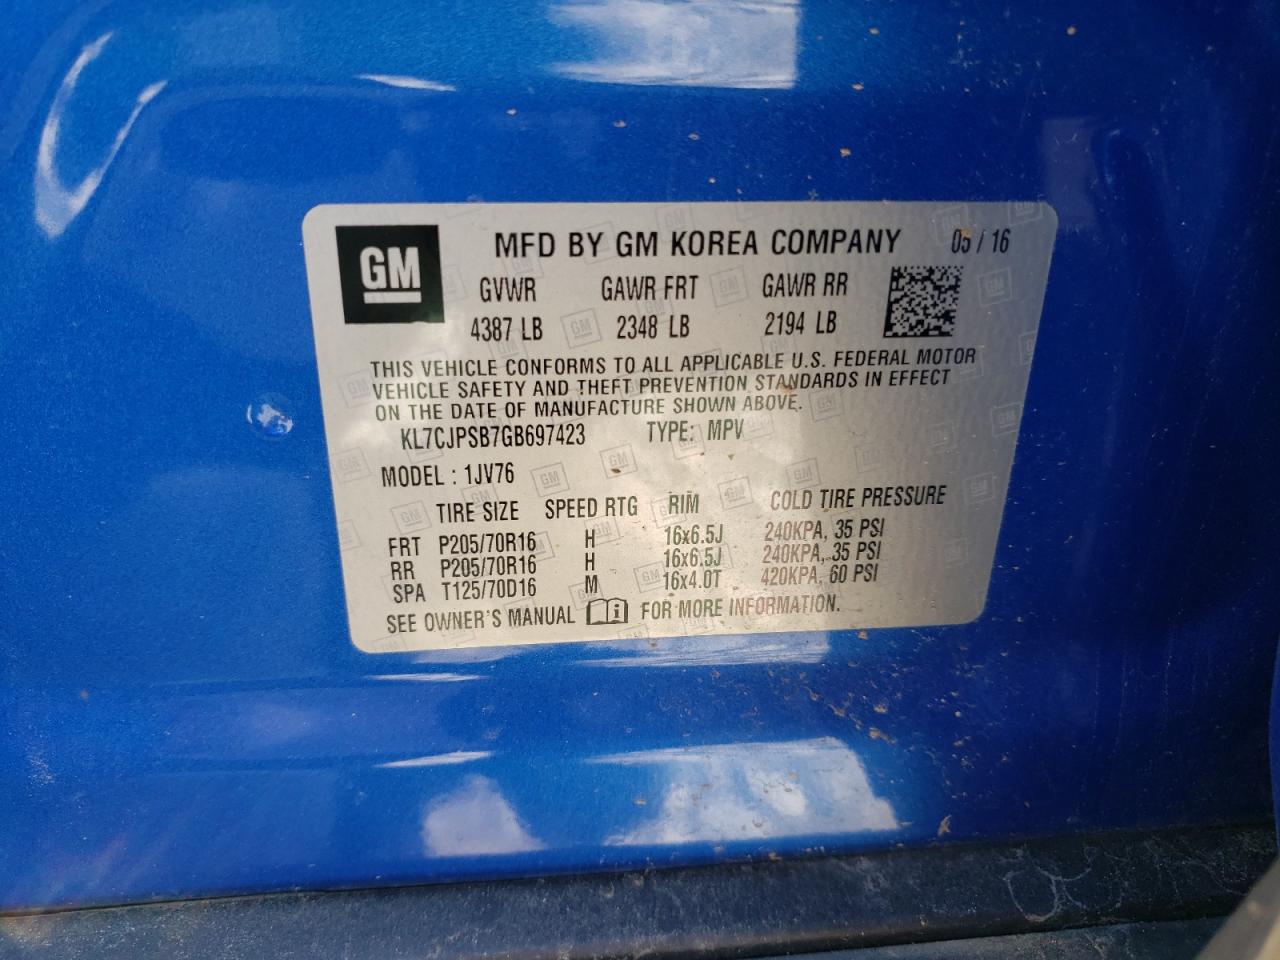 GM MFD BY GM KOREA COMPANY 05 / 16
GVWR GAWR FRT GAWR RR
4387 LB 2348 LB 2194 LB
THIS VEHICLE CONFORMS TO ALL APPLICABLE U.S. FEDERAL MOTOR
VEHICLE SAFETY AND THEFT PREVENTION STANDARDS IN EFFECT
ON THE DATE OF MANUFACTURE SHOWN ABOVE.
KL7CJPSB7GB697423 TYPE: MPV
MODEL : 1JV76
TIRE SIZE SPEED RTG RIM COLD TIRE PRESSURE
FRT P205/70R16 H 16x6.5J 240KPA, 35 PSI
RR P205/70R16 H 16x6.5J 240KPA, 35 PSI
SPA T125/70D16 M 16x4.0T 420KPA, 60 PSI
SEE OWNER'S MANUAL i FOR MORE INFORMATION.